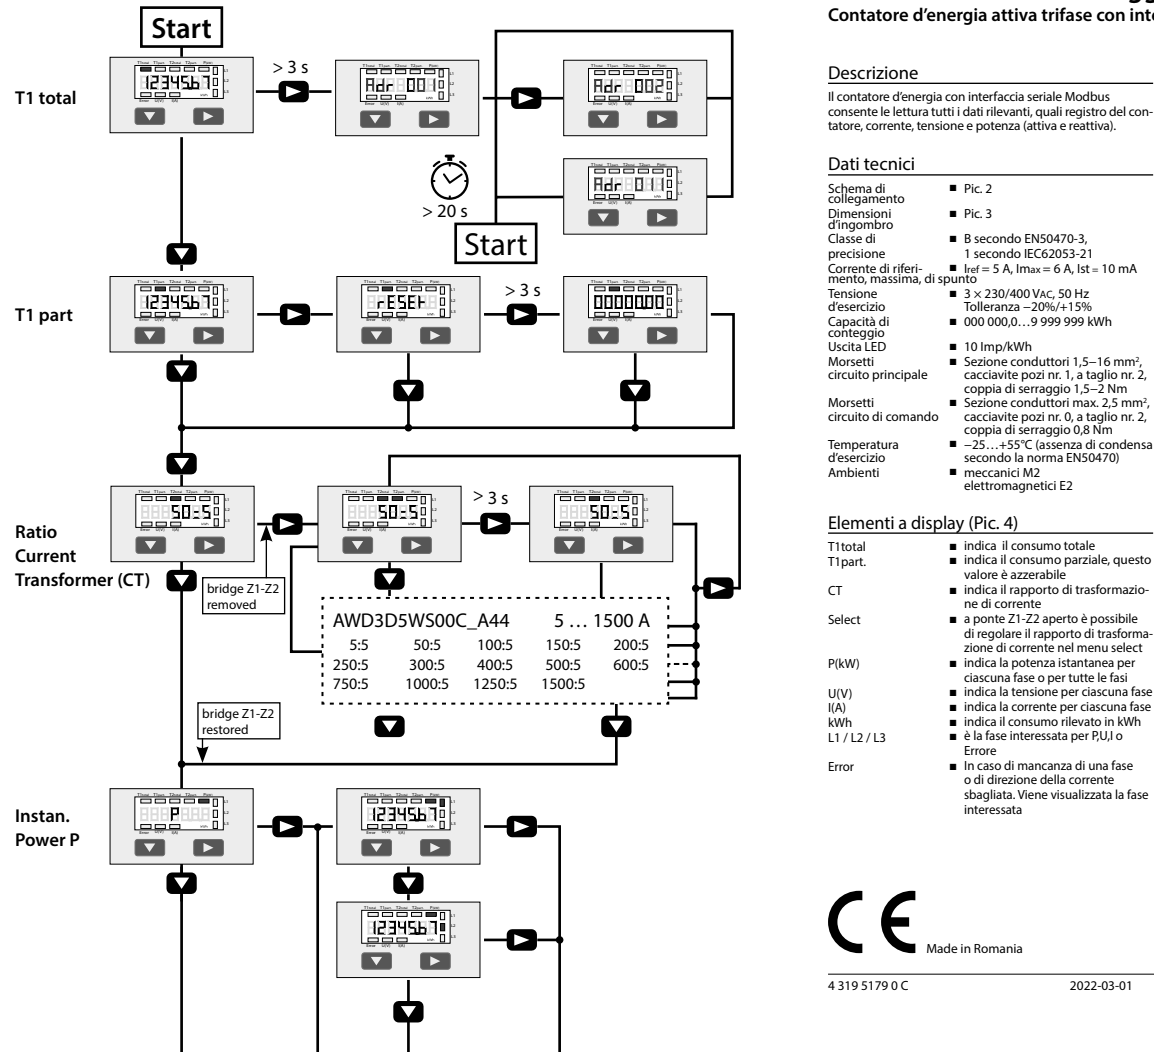 Start
T1 total
> 3 s
Adr 001
Adr 002
Adr 011
> 20 s
Start
T1 part
1234567
rESEt
> 3 s
0000000
Ratio
Current
Transformer (CT)
50:5
50:5
> 3 s
50:5
bridge Z1-Z2
removed
AWD3D5WS00C_A44 5 … 1500 A
5:5 50:5 100:5 150:5 200:5
250:5 300:5 400:5 500:5 600:5
750:5 1000:5 1250:5 1500:5
bridge Z1-Z2
restored
Instan.
Power P
P
1234567
1234567
Contatore d’energia attiva trifase con inte
Descrizione
Il contatore d’energia con interfaccia seriale Modbus
consente le lettura tutti i dati rilevanti, quali registro del con-
tatore, corrente, tensione e potenza (attiva e reattiva).
Dati tecnici
Schema di
collegamento ■ Pic. 2
Dimensioni
d’ingombro ■ Pic. 3
Classe di ■ B secondo EN50470-3,
precisione 1 secondo IEC62053-21
Corrente di riferi- ■ Iref = 5 A, Imax = 6 A, Ist = 10 mA
mento, massima, di spunto
Tensione ■ 3 × 230/400 VAC, 50 Hz
d’esercizio Tolleranza −20%/+15%
Capacità di ■ 000 000,0…9 999 999 kWh
conteggio
Uscita LED ■ 10 Imp/kWh
Morsetti ■ Sezione conduttori 1,5−16 mm²,
circuito principale cacciavite pozi nr. 1, a taglio nr. 2,
coppia di serraggio 1,5−2 Nm
Morsetti ■ Sezione conduttori max. 2,5 mm²,
circuito di comando cacciavite pozi nr. 0, a taglio nr. 2,
coppia di serraggio 0,8 Nm
Temperatura ■ −25…+55°C (assenza di condensa
d’esercizio secondo la norma EN50470)
Ambienti ■ meccanici M2
elettromagnetici E2
Elementi a display (Pic. 4)
T1total ■ indica il consumo totale
T1part. ■ indica il consumo parziale, questo
valore è azzerabile
CT ■ indica il rapporto di trasformazio-
ne di corrente
Select ■ a ponte Z1-Z2 aperto è possibile
di regolare il rapporto di trasforma-
zione di corrente nel menu select
P(kW) ■ indica la potenza istantanea per
ciascuna fase o per tutte le fasi
U(V) ■ indica la tensione per ciascuna fase
I(A) ■ indica la corrente per ciascuna fase
kWh ■ indica il consumo rilevato in kWh
L1 / L2 / L3 ■ è la fase interessata per P,U,I o
Errore
Error ■ In caso di mancanza di una fase
o di direzione della corrente
sbagliata. Viene visualizzata la fase
interessata
CE
Made in Romania
4 319 5179 0 C 2022-03-01